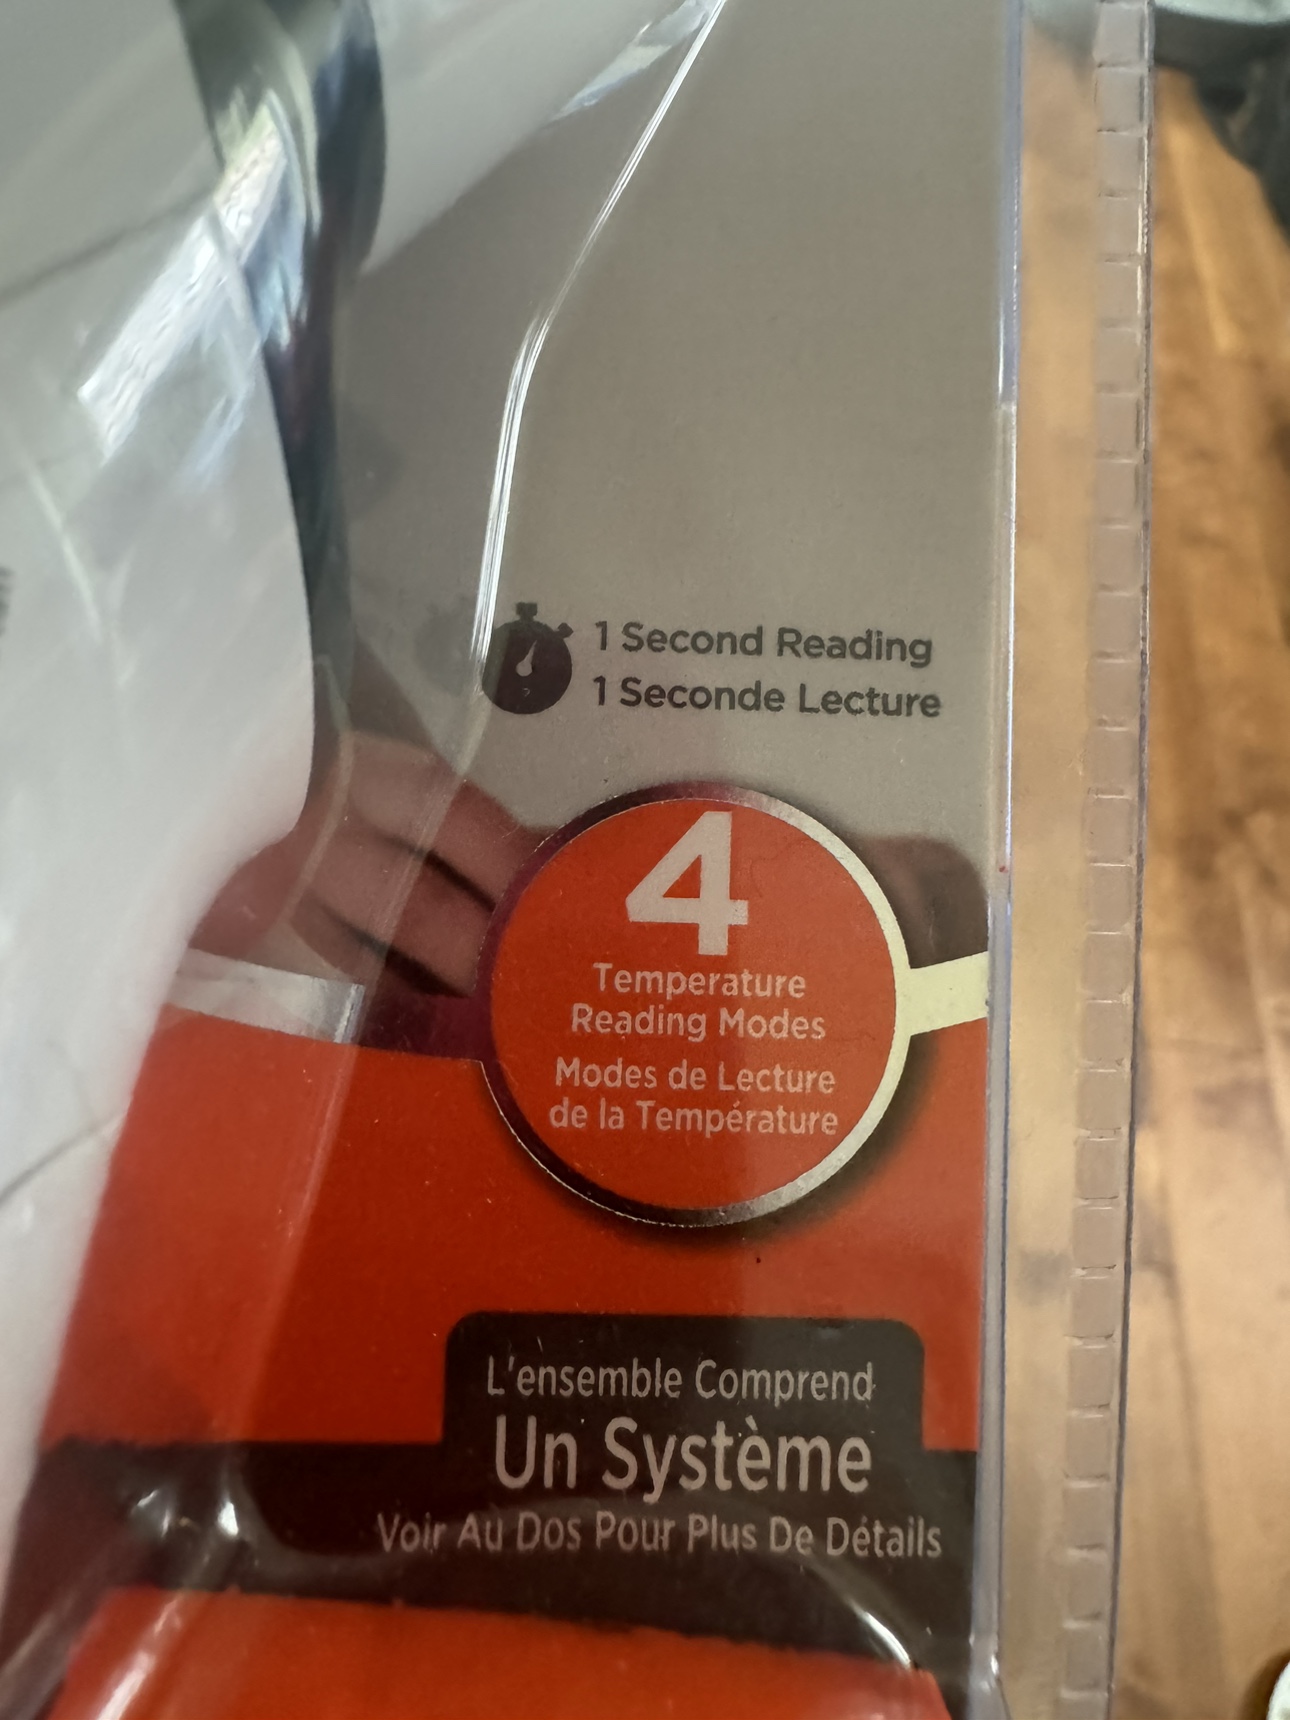 1 Second Reading
1 Seconde Lecture
4
Temperature
Reading Modes
Modes de Lecture
de la Température
L'ensemble Comprend
Un Système
Voir Au Dos Pour Plus De Détails